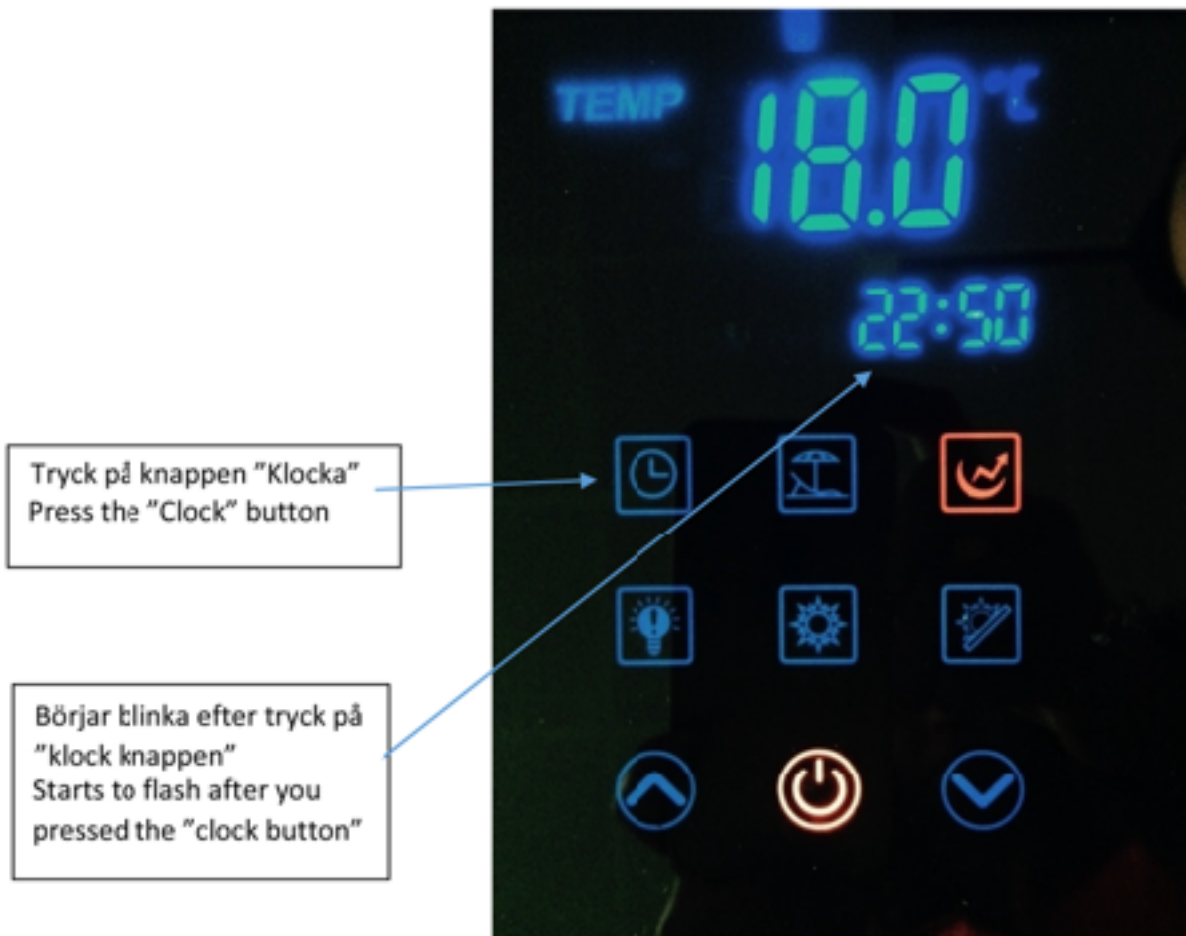 TEMP 18.0 °C
22:50
Tryck på knappen ”Klocka”
Press the ”Clock” button
Börjar blinka efter tryck på
”klock knappen”
Starts to flash after you
pressed the ”clock button”